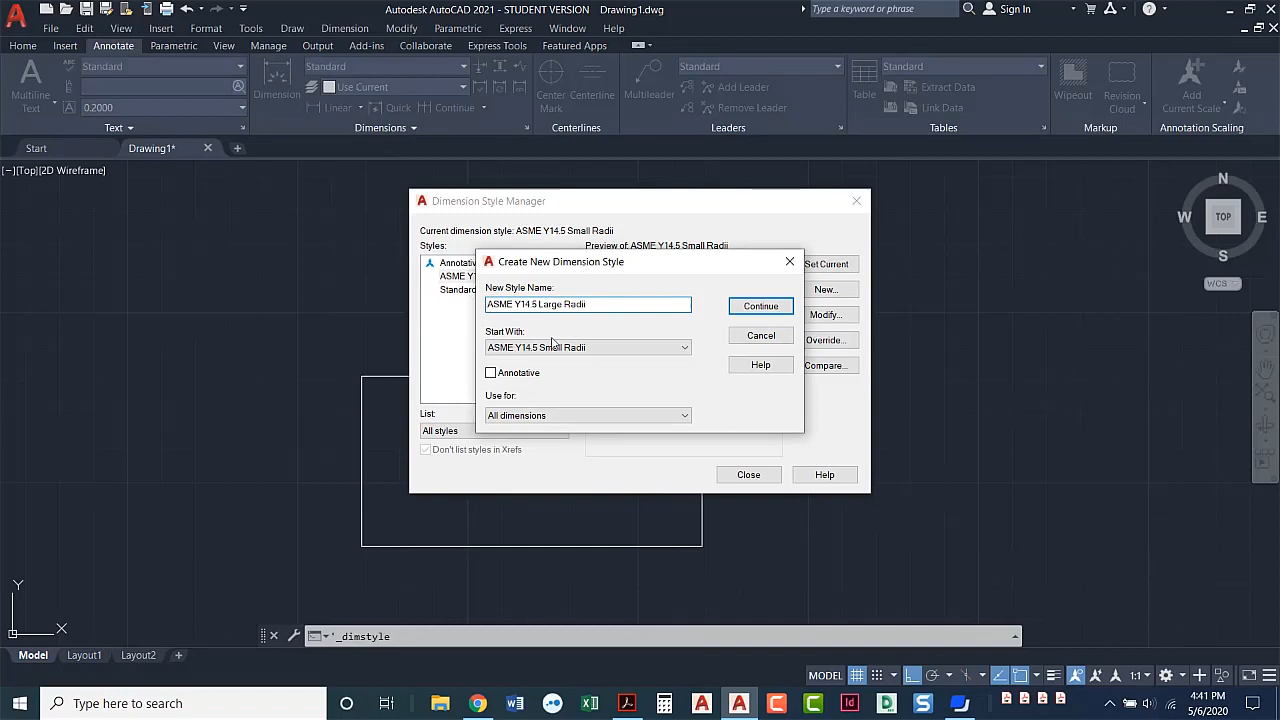 Autodesk AutoCAD 2021 - STUDENT VERSION Drawing1.dwg
Type a keyword or phrase
Sign In
File Edit View Insert Format Tools Draw Dimension Modify Parametric Express Window Help
Home Insert Annotate Parametric View Manage Output Add-ins Collaborate Express Tools Featured Apps
Standard Standard Standard Standard
Use Current
Multiline Text
0.2000
Dimension
Linear Quick Continue
Center Mark
Centerline
Multileader
Add Leader
Remove Leader
Table
Extract Data
Link Data
Wipeout
Revision Cloud
Add Current Scale
Text Dimensions Centerlines Leaders Tables Markup Annotation Scaling
Start Drawing1* +
[−][Top][2D Wireframe]
N
W TOP E
S
WCS
Dimension Style Manager
Current dimension style: ASME Y14.5 Small Radii
Styles: Preview of: ASME Y14.5 Small Radii
Annotativ
ASME Y1
Standard
Set Current
New...
Modify...
Override...
Compare...
Create New Dimension Style
New Style Name:
ASME Y14.5 Large Radii
Continue
Start With:
Cancel
ASME Y14.5 Small Radii
Help
Annotative
Use for:
All dimensions
List:
All styles
Don't list styles in Xrefs
Close Help
Y
X
'_dimstyle
Model Layout1 Layout2 +
MODEL 1:1
Type here to search
4:41 PM
5/6/2020